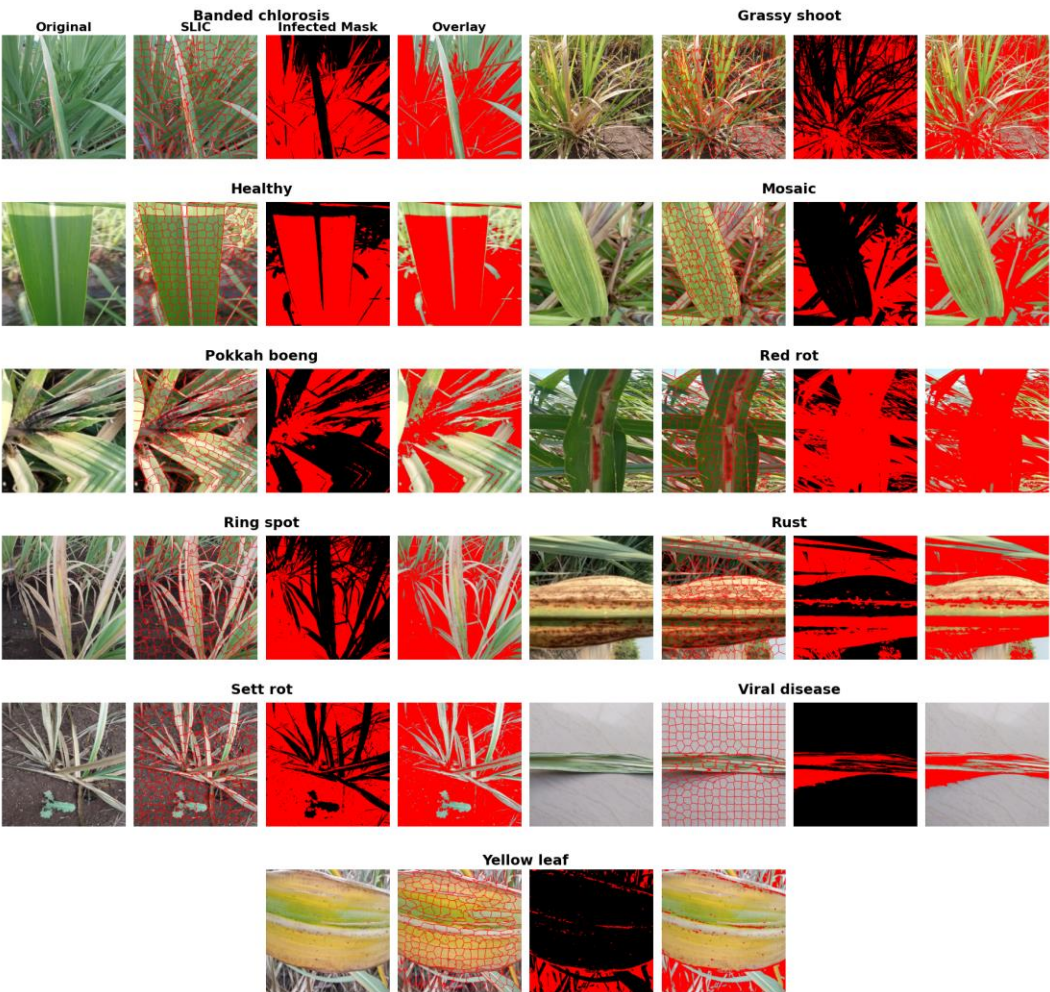 Banded chlorosis
Grassy shoot
Original
SLIC
Infected Mask
Overlay
Healthy
Mosaic
Pokkah boeng
Red rot
Ring spot
Rust
Sett rot
Viral disease
Yellow leaf